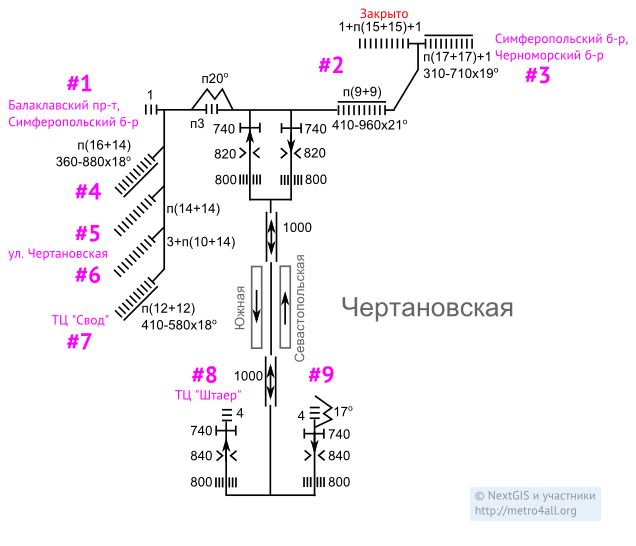 Закрыто
1+п(15+15)+1
п(17+17)+1
310-710x19°
Симферопольский б-р,
Черноморский б-р
#3
#2
п(9+9)
410-960x21°
#1
Балаклавский пр-т,
Симферопольский б-р
1
п20°
п3
740
740
820
820
800
800
п(16+14)
360-880x18°
#4
п(14+14)
#5
ул. Чертановская
3+п(10+14)
#6
п(12+12)
410-580x18°
ТЦ "Свод"
#7
1000
Южная
Севастопольская
Чертановская
1000
#8
ТЦ "Штаер"
#9
4
4
17°
740
740
840
840
800
800
© NextGIS и участники
http://metro4all.org